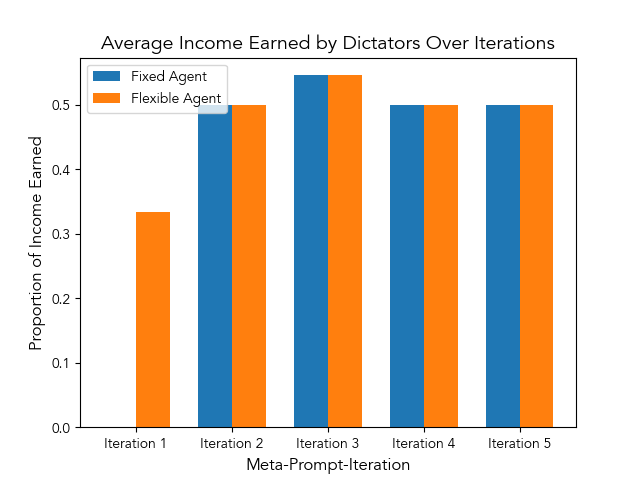 Average Income Earned by Dictators Over Iterations
Fixed Agent
Flexible Agent
Proportion of Income Earned
0.5
0.4
0.3
0.2
0.1
0.0
Iteration 1 Iteration 2 Iteration 3 Iteration 4 Iteration 5
Meta-Prompt-Iteration